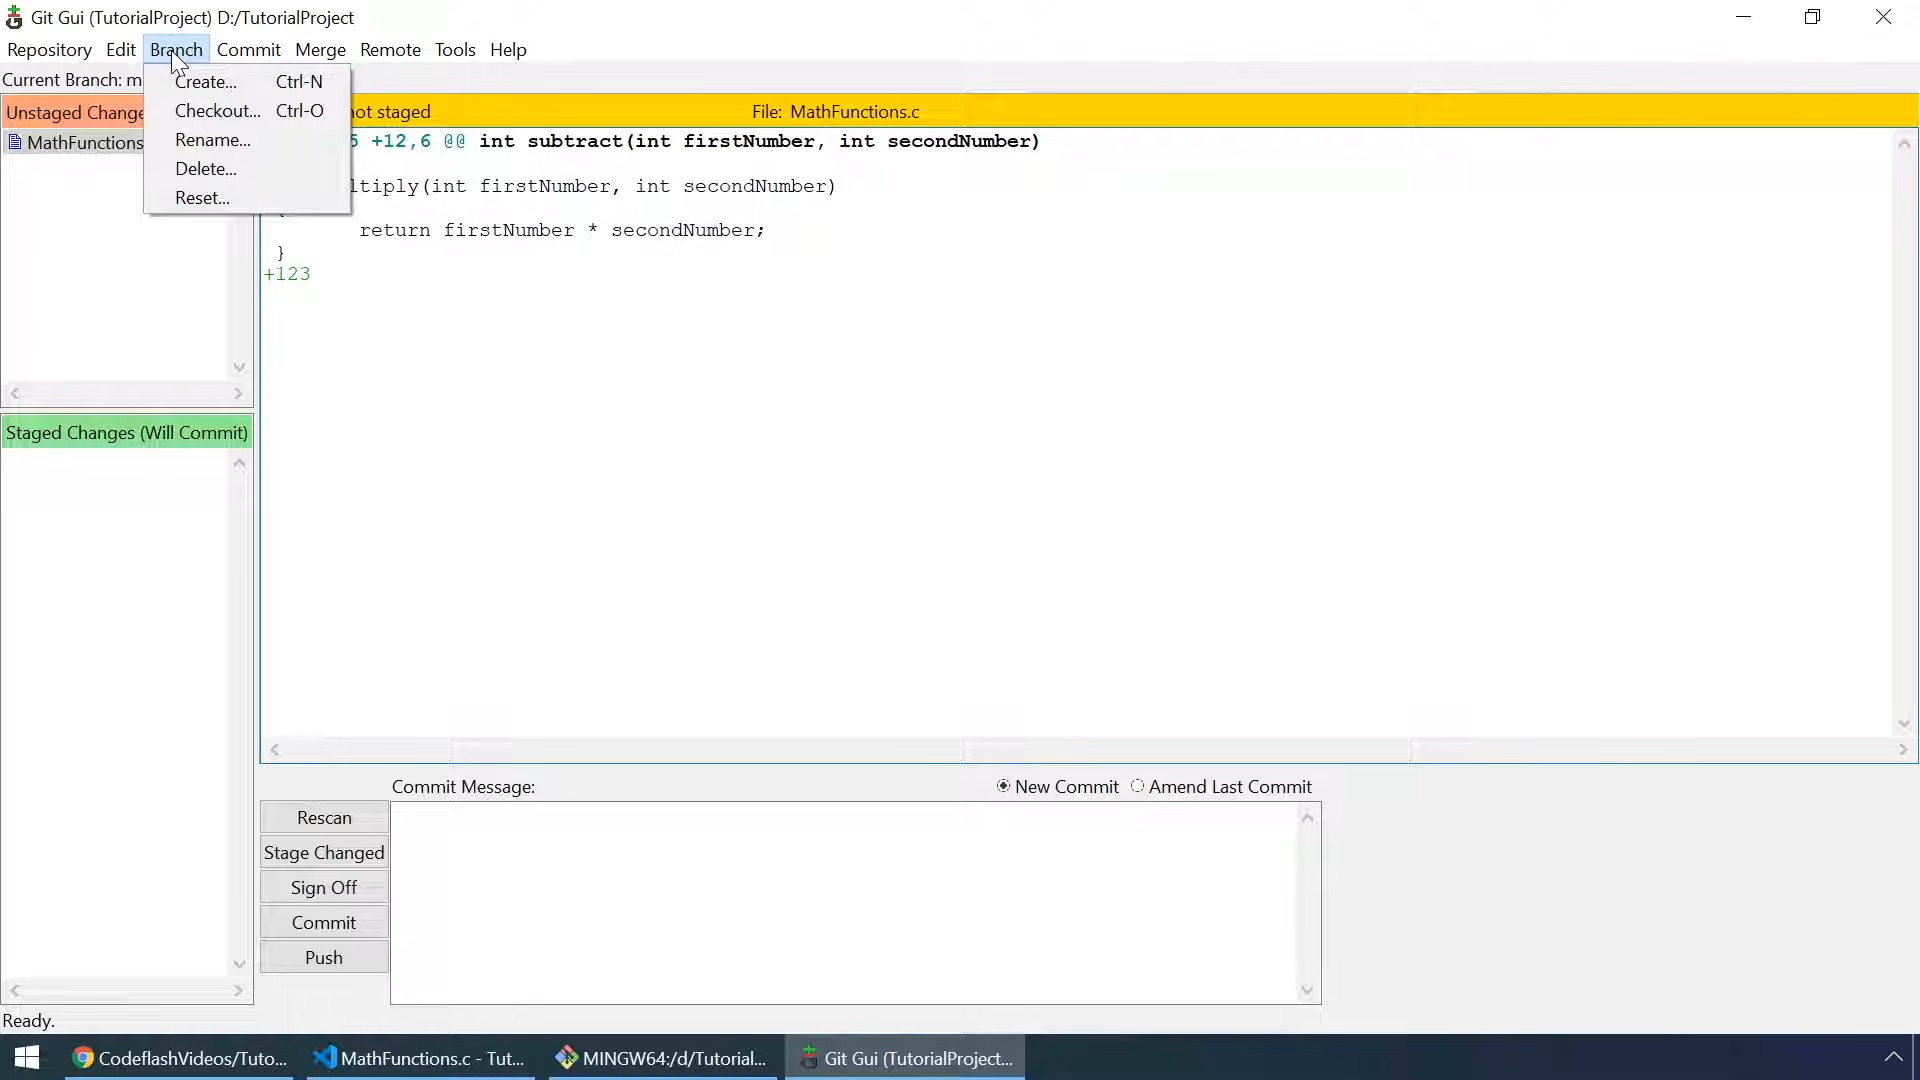 Git Gui (TutorialProject) D:/TutorialProject
Repository Edit Branch Commit Merge Remote Tools Help
Current Branch:
Create... Ctrl-N
Checkout... Ctrl-O
Rename...
Delete...
Reset...
Unstaged Change
MathFunctions
not staged File: MathFunctions.c
+12,6 @@ int subtract(int firstNumber, int secondNumber)
ltiply(int firstNumber, int secondNumber)
return firstNumber * secondNumber;
}
+123
Staged Changes (Will Commit)
Commit Message: New Commit Amend Last Commit
Rescan
Stage Changed
Sign Off
Commit
Push
Ready.
CodeflashVideos/Tuto... MathFunctions.c - Tut... MINGW64:/d/Tutorial... Git Gui (TutorialProject...